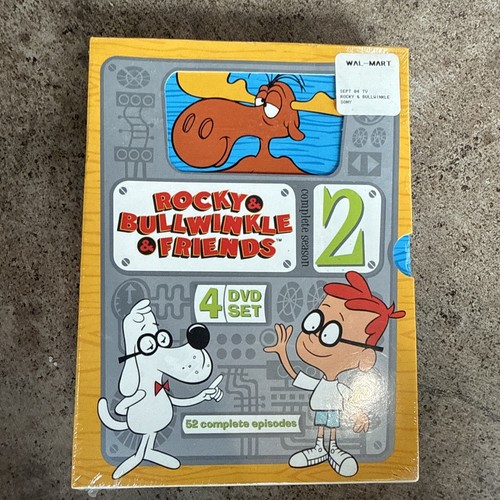 WAL-MART
SEPT 04 TV
ROCKY & BULLWINKLE
SONY
ROCKY &
BULLWINKLE
& FRIENDS™
complete season
2
4 DVD
SET
52 complete episodes